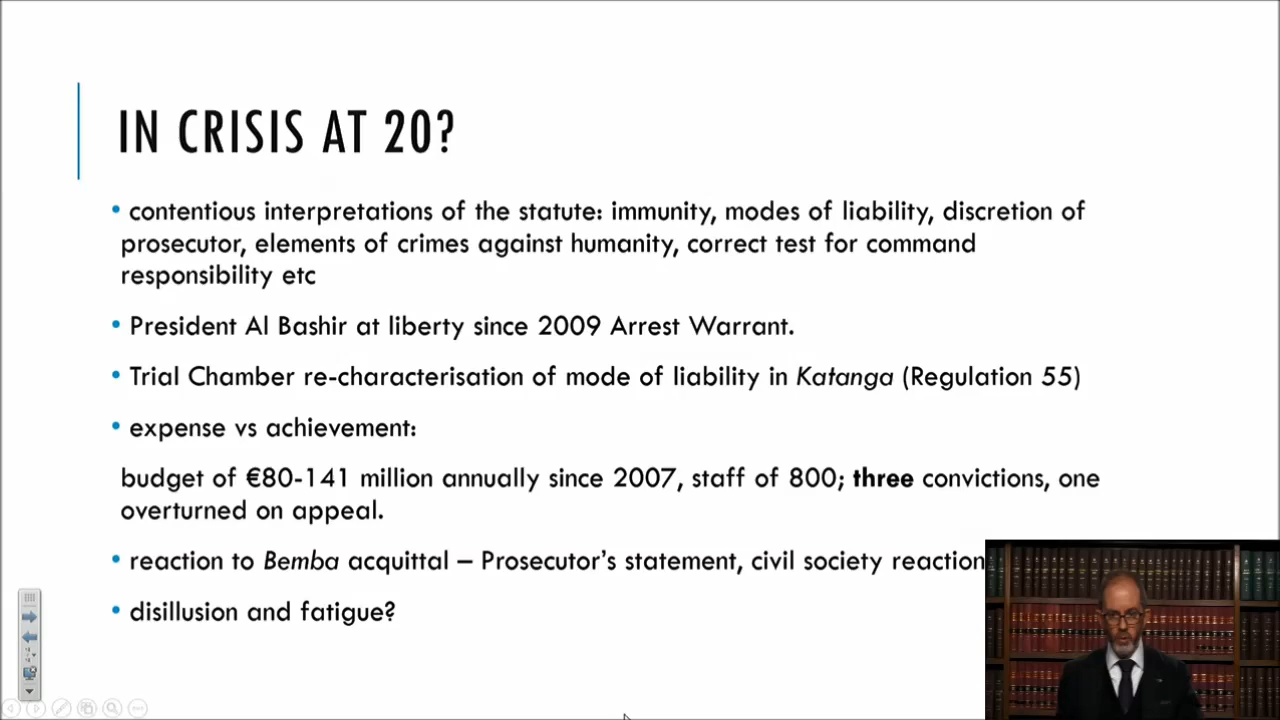 IN CRISIS AT 20?
• contentious interpretations of the statute: immunity, modes of liability, discretion of
prosecutor, elements of crimes against humanity, correct test for command
responsibility etc
• President Al Bashir at liberty since 2009 Arrest Warrant.
• Trial Chamber re-characterisation of mode of liability in Katanga (Regulation 55)
• expense vs achievement:
budget of €80-141 million annually since 2007, staff of 800; three convictions, one
overturned on appeal.
• reaction to Bemba acquittal – Prosecutor’s statement, civil society reaction
• disillusion and fatigue?